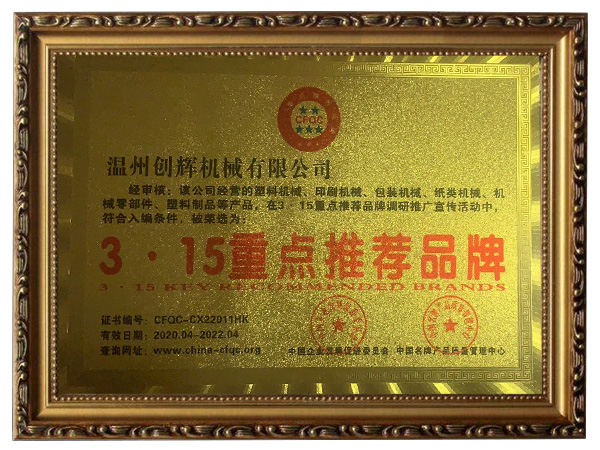 CFQC
温州创辉机械有限公司
经审核：该公司经营的塑料机械、印刷机械、包装机械、纸类机械、机
械零部件、塑料制品等产品，在3·15推荐品牌调研推广宣传活动中，
符合入编条件，被荣选为：
3·15重点推荐品牌
3·15 KEY RECOMMENDED BRANDS
证书编号：CFQC-CX22011HK
有效日期：2020.04-2022.04
查询网址：www.china-cfqc.org
中国企业发展促进委员会 中国名牌产品质量管理中心